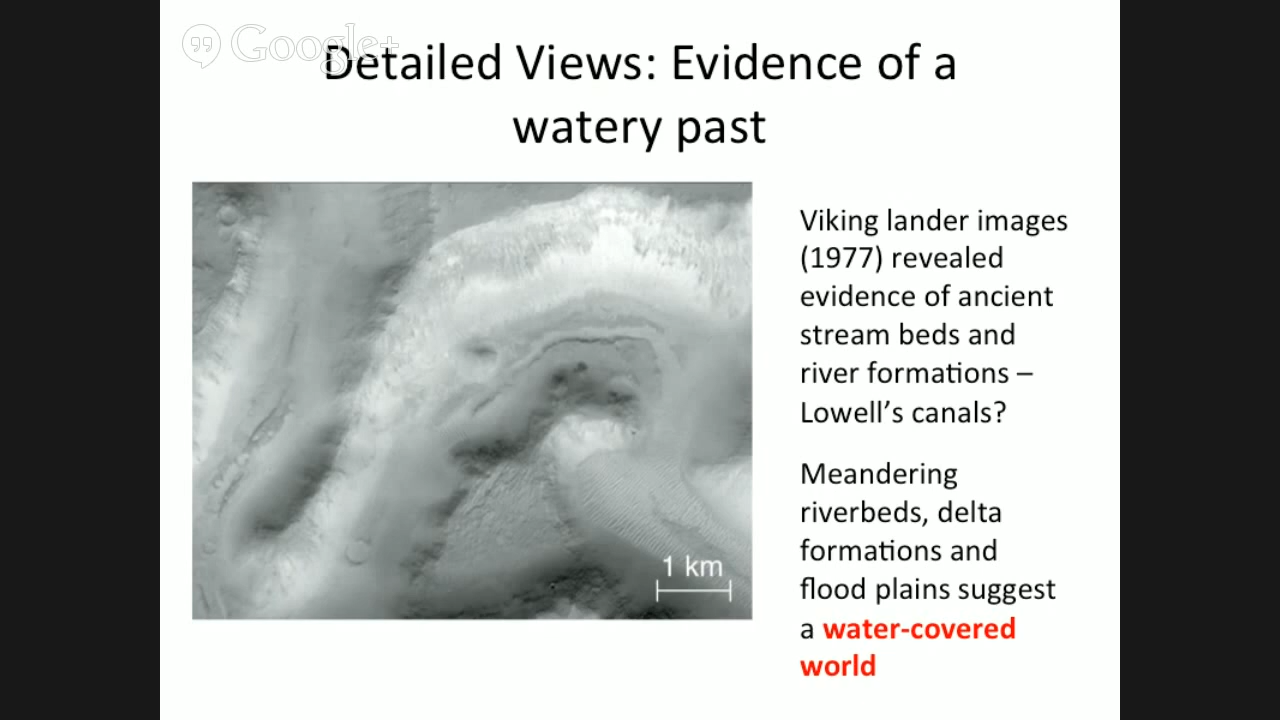 Google+
Detailed Views: Evidence of a
watery past
Viking lander images
(1977) revealed
evidence of ancient
stream beds and
river formations –
Lowell’s canals?
Meandering
riverbeds, delta
formations and
flood plains suggest
a water-covered
world
1 km